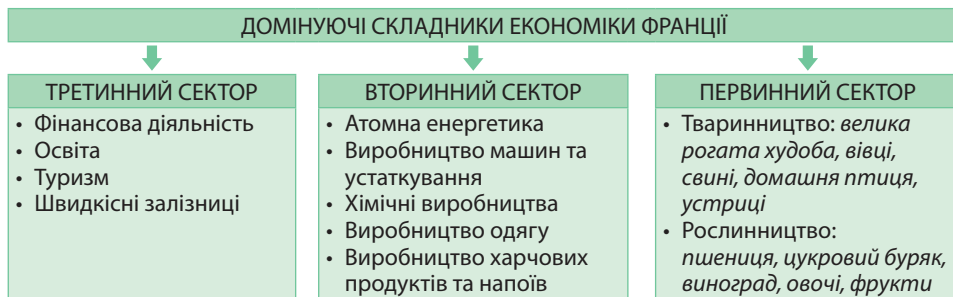 ДОМІНУЮЧІ СКЛАДНИКИ ЕКОНОМІКИ ФРАНЦІЇ
ТРЕТИННИЙ СЕКТОР
• Фінансова діяльність
• Освіта
• Туризм
• Швидкісні залізниці
ВТОРИННИЙ СЕКТОР
• Атомна енергетика
• Виробництво машин та
устаткування
• Хімічні виробництва
• Виробництво одягу
• Виробництво харчових
продуктів та напоїв
ПЕРВИННИЙ СЕКТОР
• Тваринництво: велика
рогата худоба, вівці,
свині, домашня птиця,
устриці
• Рослинництво:
пшениця, цукровий буряк,
виноград, овочі, фрукти